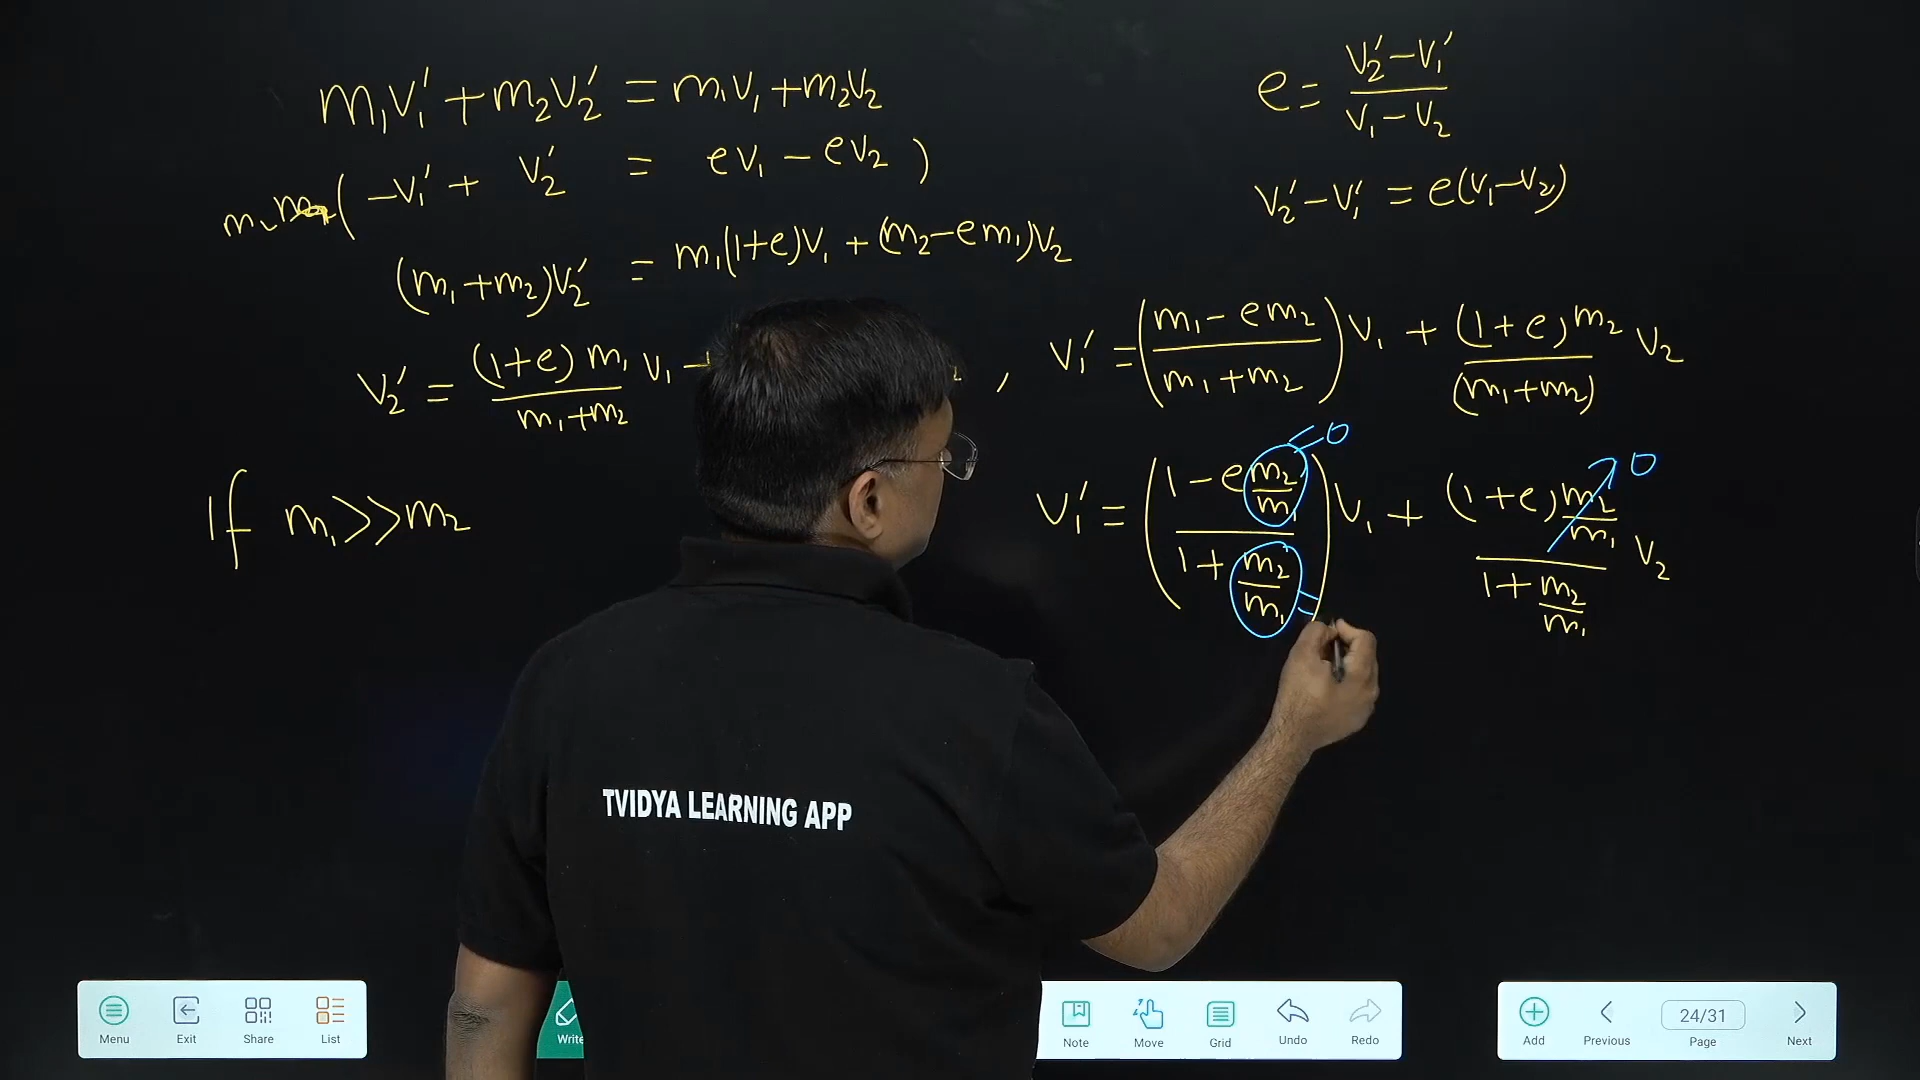 m₁v₁′ + m₂v₂′ = m₁v₁ + m₂v₂
m₂ (-v₁′ + v₂′ = ev₁ - ev₂)
(m₁+m₂)v₂′ = m₁(1+e)v₁ + (m₂-em₁)v₂
v₂′ = (1+e)m₁/(m₁+m₂) v₁ +
If m₁>>m₂
e = (v₂′-v₁′)/(v₁-v₂)
v₂′-v₁′ = e(v₁-v₂)
, v₁′ = ((m₁-em₂)/(m₁+m₂))v₁ + (1+e)m₂/(m₁+m₂) v₂
=0
0
v₁′ = ((1-e m₂/m₁)/(1+m₂/m₁))v₁ + (1+e)(m₂/m₁)/(1+m₂/m₁) v₂
=
TVIDYA LEARNING APP
Menu Exit Share List Write Note Move Grid Undo Redo Add Previous 24/31 Page Next